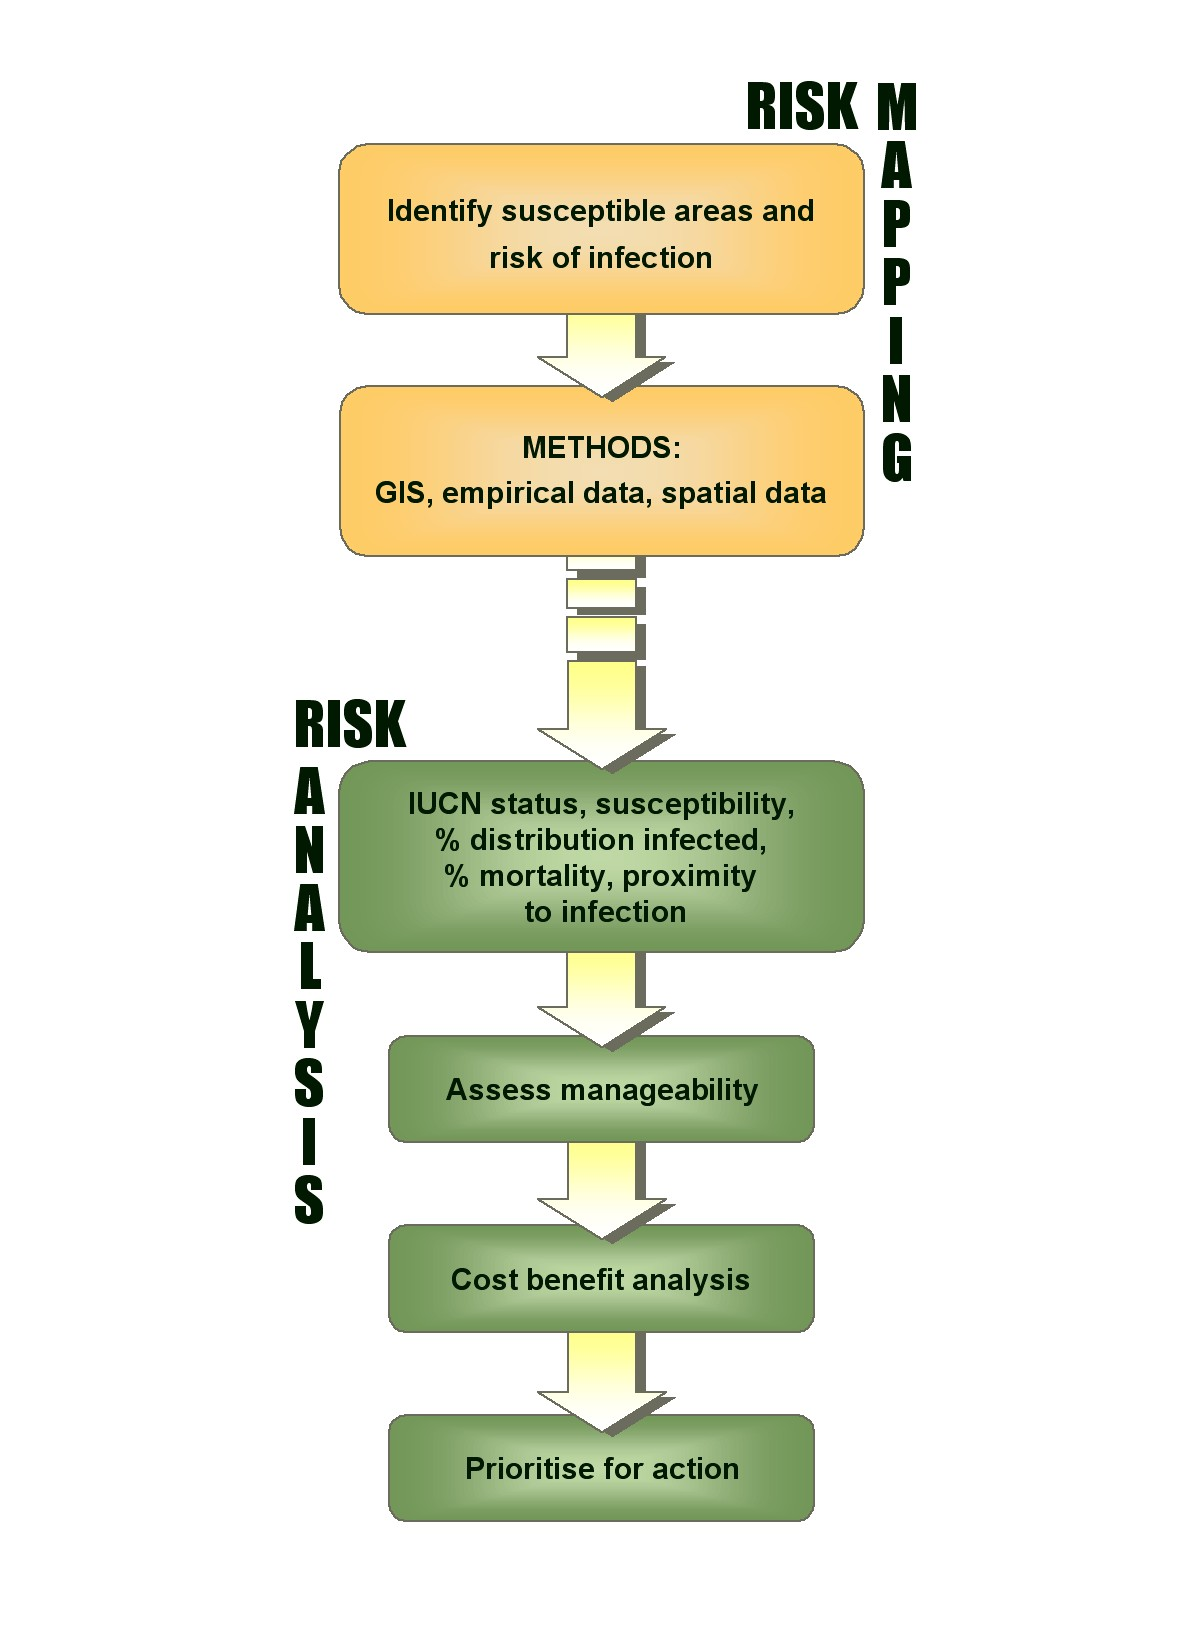 RISK MAPPING
Identify susceptible areas and
risk of infection
METHODS:
GIS, empirical data, spatial data
RISK
ANALYSIS
IUCN status, susceptibility,
% distribution infected,
% mortality, proximity
to infection
Assess manageability
Cost benefit analysis
Prioritise for action